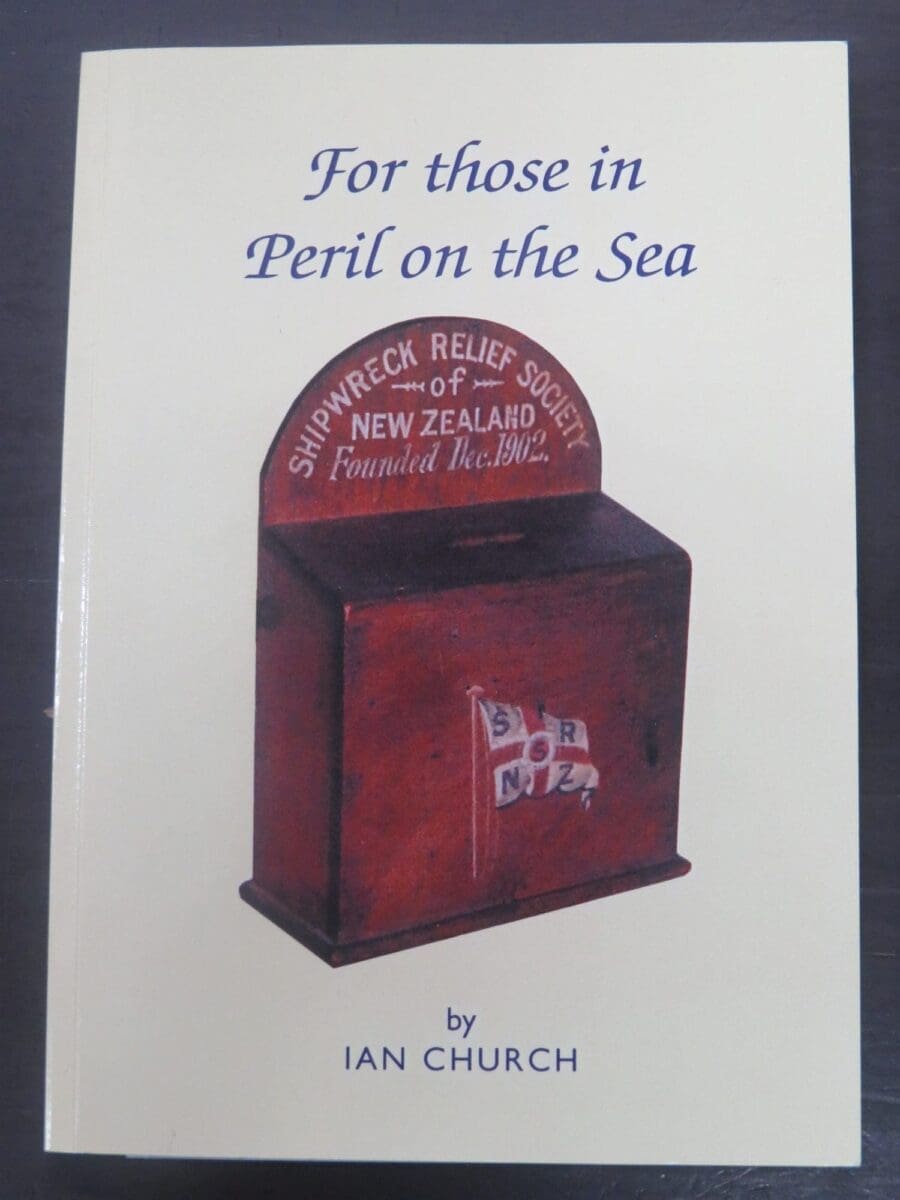 For those in
Peril on the Sea
SHIPWRECK RELIEF SOCIETY
of
NEW ZEALAND
Founded Dec. 1902.
S R
S
N Z
by
IAN CHURCH